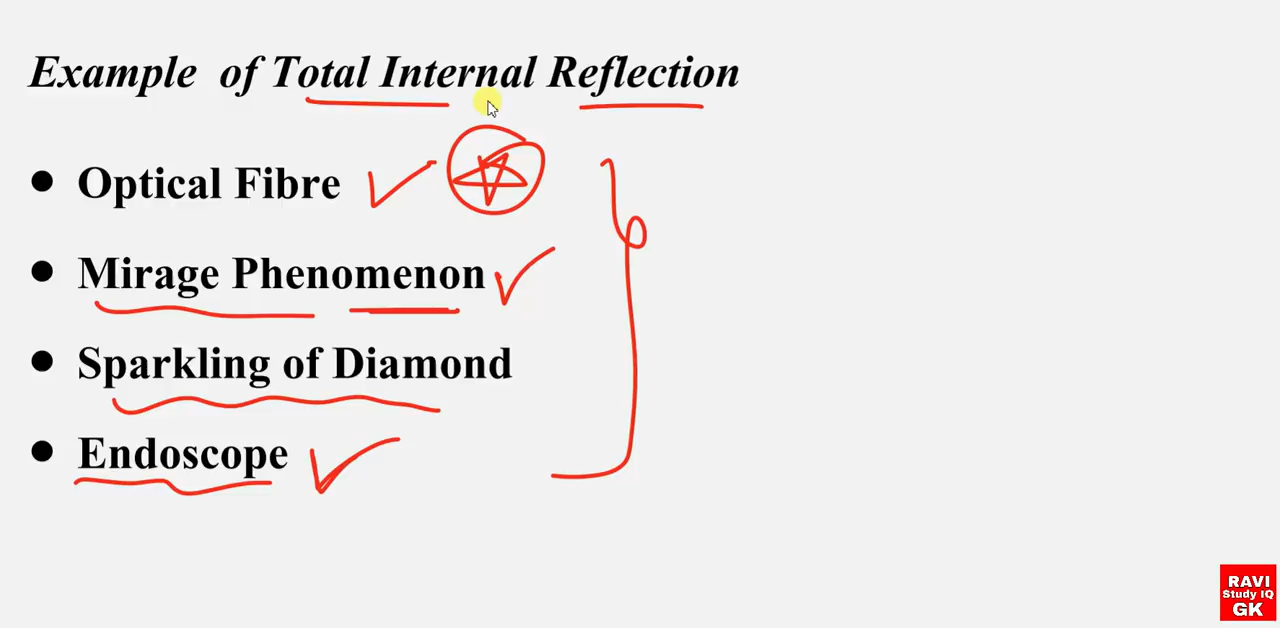 Example of Total Internal Reflection
● Optical Fibre
● Mirage Phenomenon
● Sparkling of Diamond
● Endoscope
RAVI
Study IQ
GK